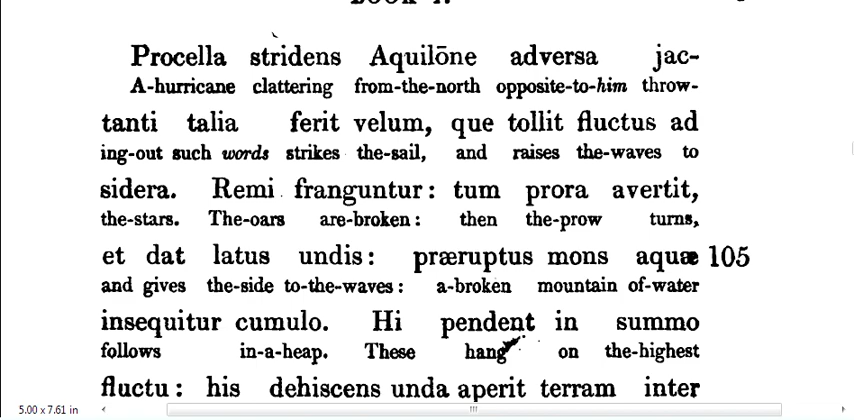 Procella stridens Aquilōne adversa jac-
A-hurricane clattering from-the-north opposite-to-him throw-
tanti talia ferit velum, que tollit fluctus ad
ing-out such words strikes the-sail, and raises the-waves to
sidera. Remi franguntur: tum prora avertit,
the-stars. The-oars are-broken: then the-prow turns,
et dat latus undis: præruptus mons aquæ 105
and gives the-side to-the-waves: a-broken mountain of-water
insequitur cumulo. Hi pendent in summo
follows in-a-heap. These hang on the-highest
fluctu: his dehiscens unda aperit terram inter
5.00 x 7.61 in